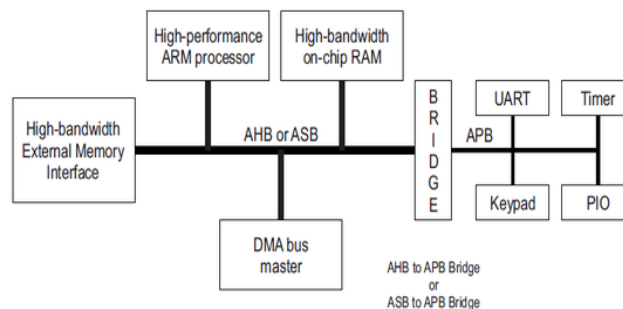 High-performance
ARM processor
High-bandwidth
on-chip RAM
High-bandwidth
External Memory
Interface
AHB or ASB
B
R
I
D
G
E
APB
UART
Timer
Keypad
PIO
DMA bus
master
AHB to APB Bridge
or
ASB to APB Bridge